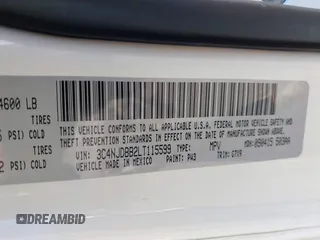 4600 LB
TIRES
PSI) COLD
TIRES
PSI) COLD
THIS VEHICLE CONFORMS TO ALL APPLICABLE U.S.A. FEDERAL MOTOR VEHICLE SAFETY AND
THEFT PREVENTION STANDARDS IN EFFECT ON THE DATE OF MANUFACTURE SHOWN ABOVE.
VIN: 3C4NJDBB2LT115599
MPV
MADE IN MEXICO
PAINT: PW3
TRIM:
© DREAMBID
DREAMBID.COM